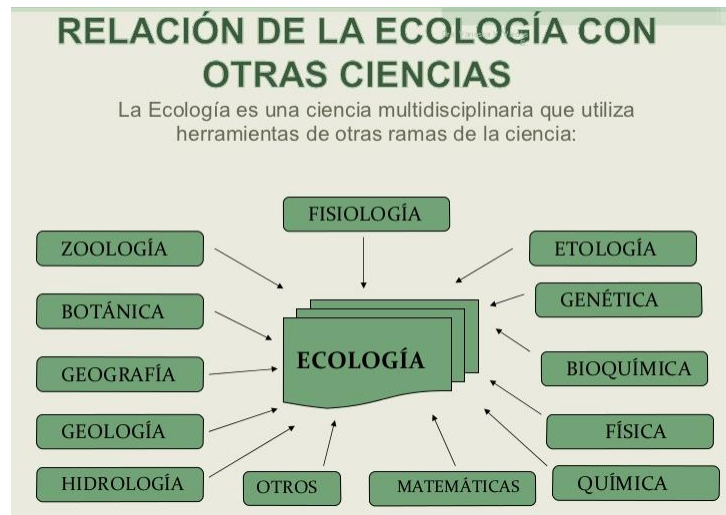 RELACIÓN DE LA ECOLOGÍA CON
OTRAS CIENCIAS
La Ecología es una ciencia multidisciplinaria que utiliza
herramientas de otras ramas de la ciencia:
FISIOLOGÍA
ZOOLOGÍA
ETOLOGÍA
BOTÁNICA
GENÉTICA
ECOLOGÍA
GEOGRAFÍA
BIOQUÍMICA
GEOLOGÍA
FÍSICA
HIDROLOGÍA
OTROS
MATEMÁTICAS
QUÍMICA